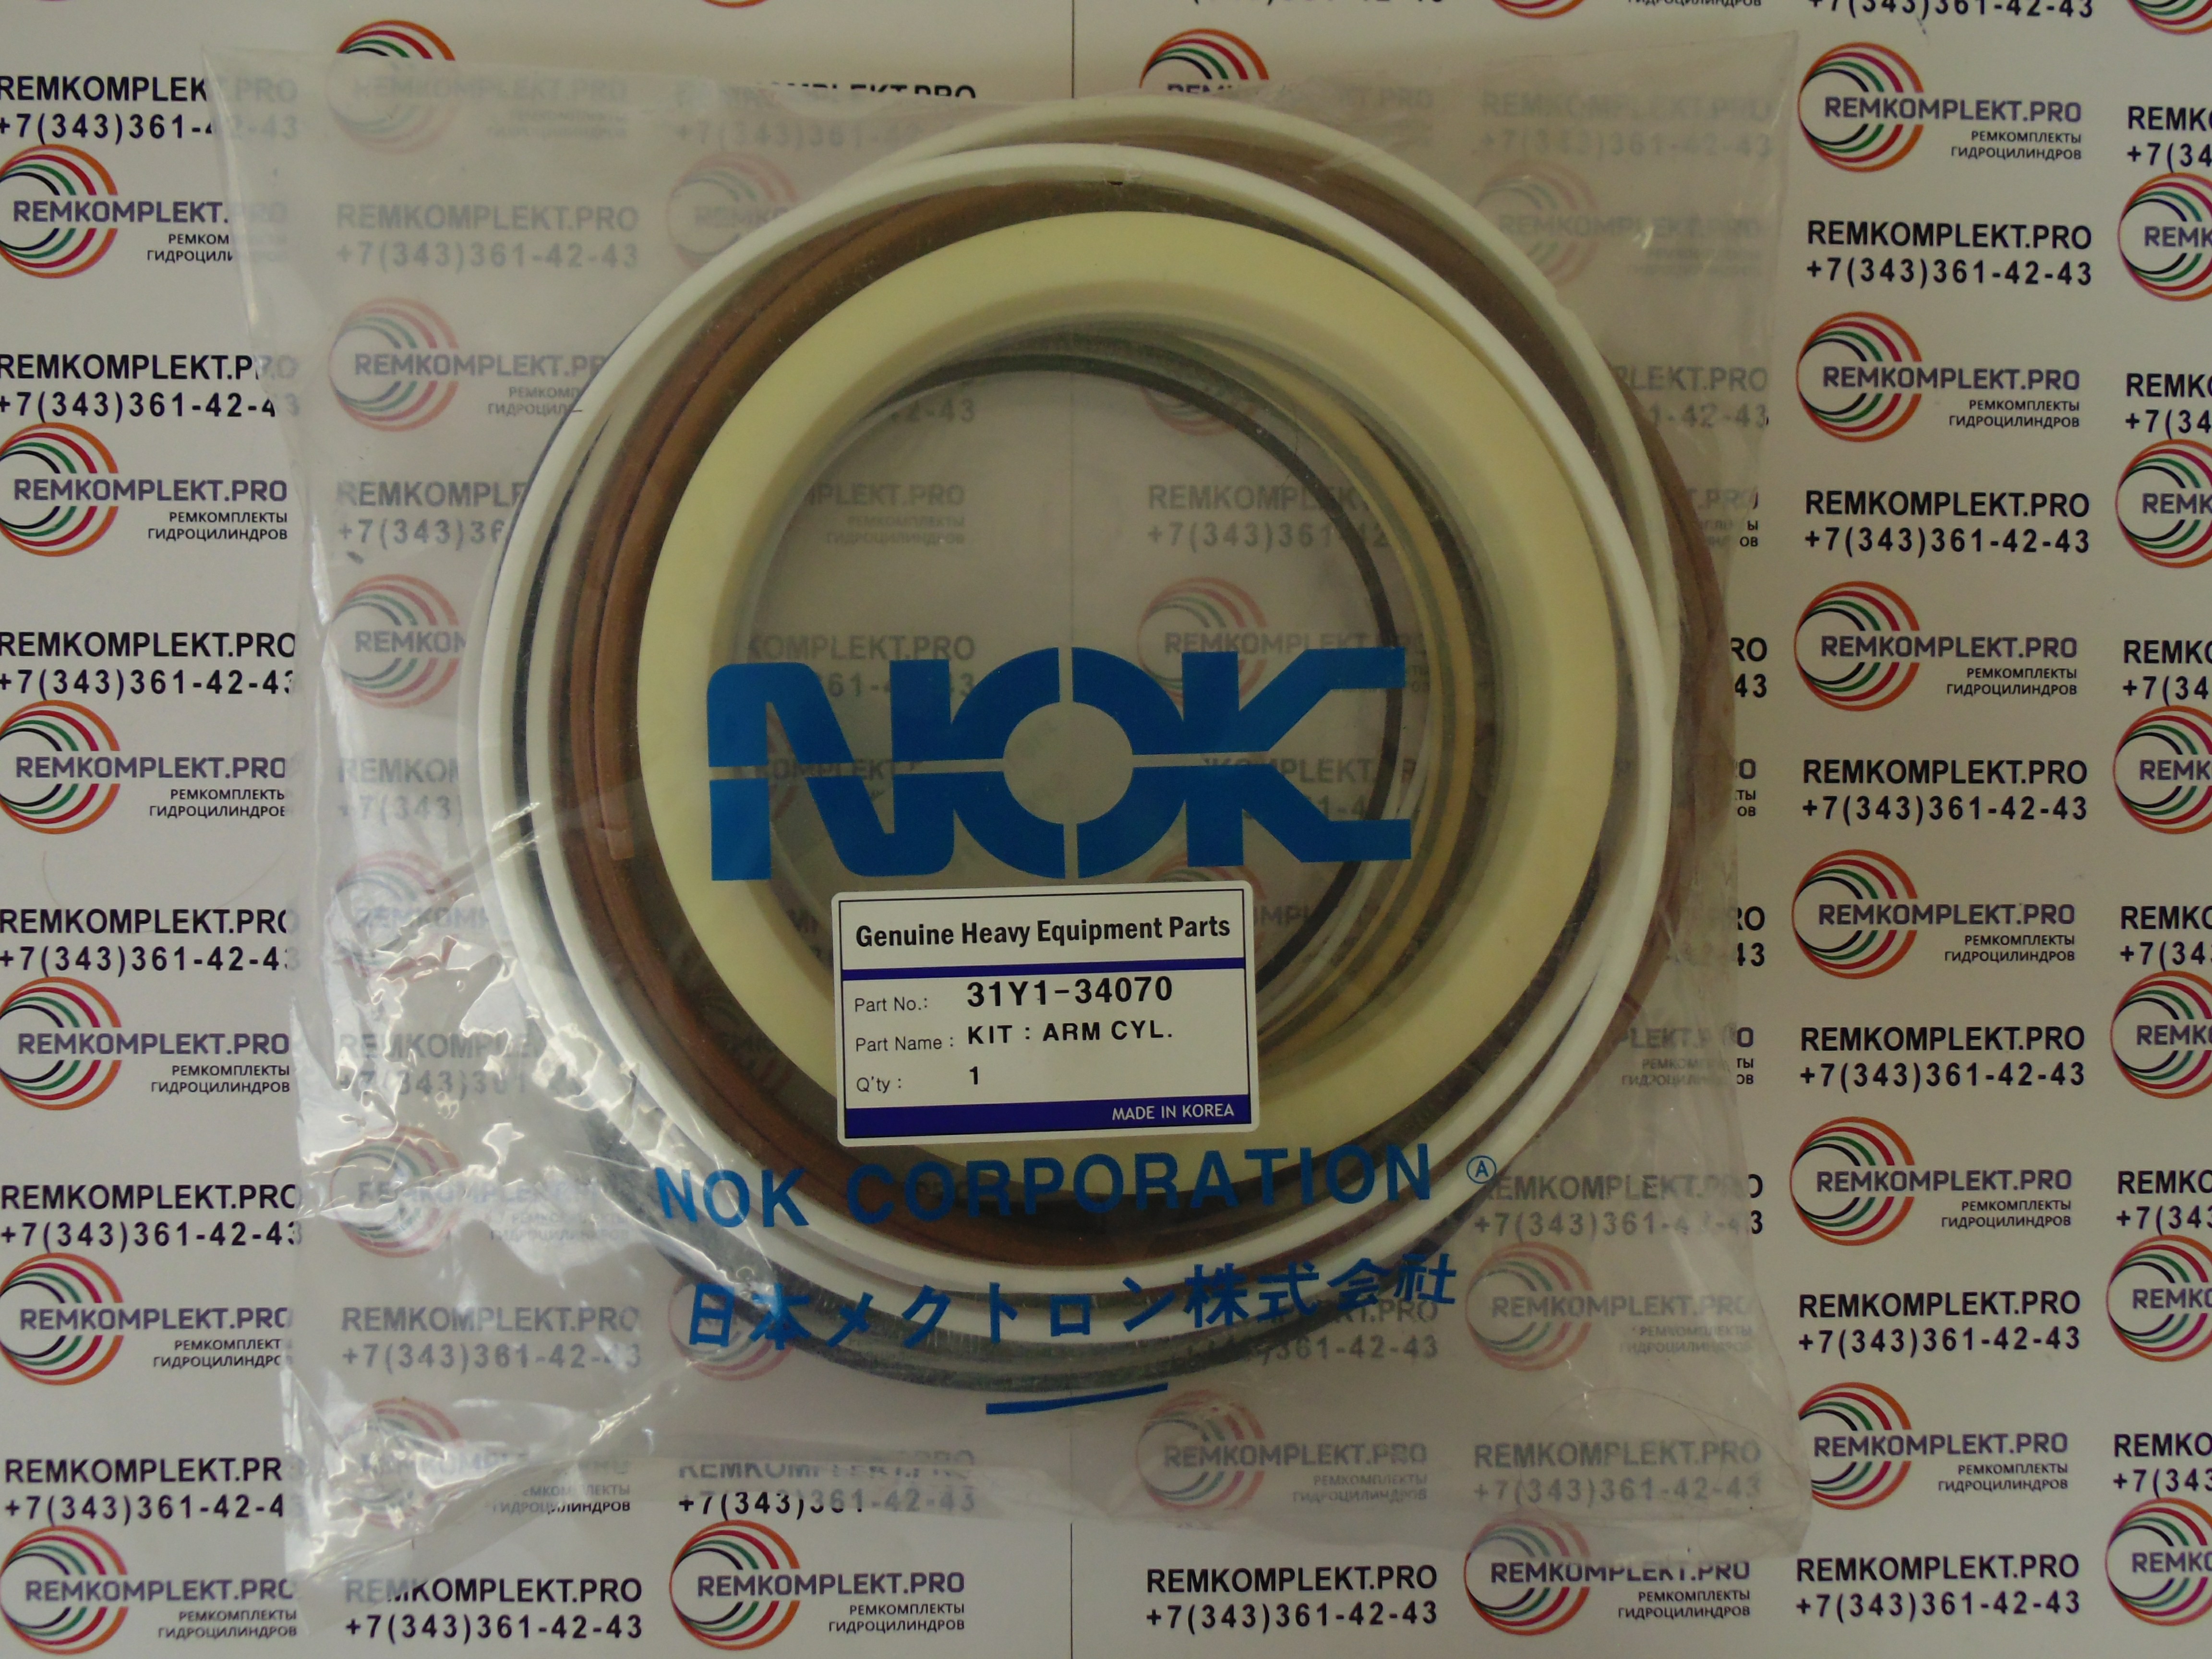 NOK
Genuine Heavy Equipment Parts
Part No.: 31Y1-34070
Part Name : KIT : ARM CYL.
Q'ty : 1
MADE IN KOREA
NOK CORPORATION Ⓐ
日本メクトロン株式会社
REMKOMPLEKT.PRO
+7(343)361-42-43
REMKOMPLEKT.PRO
РЕМКОМПЛЕКТЫ
ГИДРОЦИЛИНДРОВ